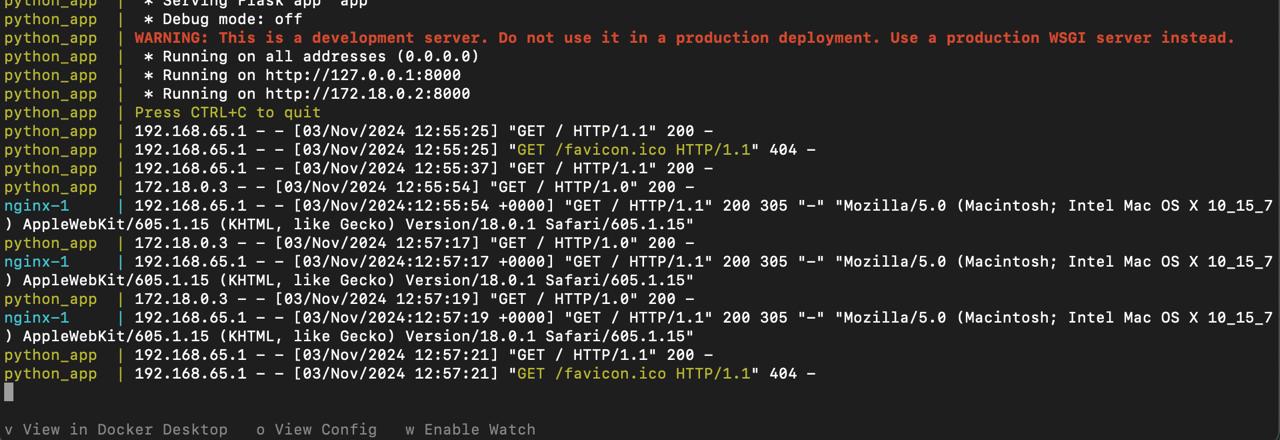 python_app  |  * Serving Flask app 'app'
python_app  |  * Debug mode: off
python_app  | WARNING: This is a development server. Do not use it in a production deployment. Use a production WSGI server instead.
python_app  |  * Running on all addresses (0.0.0.0)
python_app  |  * Running on http://127.0.0.1:8000
python_app  |  * Running on http://172.18.0.2:8000
python_app  | Press CTRL+C to quit
python_app  | 192.168.65.1 - - [03/Nov/2024 12:55:25] "GET / HTTP/1.1" 200 -
python_app  | 192.168.65.1 - - [03/Nov/2024 12:55:25] "GET /favicon.ico HTTP/1.1" 404 -
python_app  | 192.168.65.1 - - [03/Nov/2024 12:55:37] "GET / HTTP/1.1" 200 -
python_app  | 172.18.0.3 - - [03/Nov/2024 12:55:54] "GET / HTTP/1.0" 200 -
nginx-1     | 192.168.65.1 - - [03/Nov/2024:12:55:54 +0000] "GET / HTTP/1.1" 200 305 "-" "Mozilla/5.0 (Macintosh; Intel Mac OS X 10_15_7
) AppleWebKit/605.1.15 (KHTML, like Gecko) Version/18.0.1 Safari/605.1.15"
python_app  | 172.18.0.3 - - [03/Nov/2024 12:57:17] "GET / HTTP/1.0" 200 -
nginx-1     | 192.168.65.1 - - [03/Nov/2024:12:57:17 +0000] "GET / HTTP/1.1" 200 305 "-" "Mozilla/5.0 (Macintosh; Intel Mac OS X 10_15_7
) AppleWebKit/605.1.15 (KHTML, like Gecko) Version/18.0.1 Safari/605.1.15"
python_app  | 172.18.0.3 - - [03/Nov/2024 12:57:19] "GET / HTTP/1.0" 200 -
nginx-1     | 192.168.65.1 - - [03/Nov/2024:12:57:19 +0000] "GET / HTTP/1.1" 200 305 "-" "Mozilla/5.0 (Macintosh; Intel Mac OS X 10_15_7
) AppleWebKit/605.1.15 (KHTML, like Gecko) Version/18.0.1 Safari/605.1.15"
python_app  | 192.168.65.1 - - [03/Nov/2024 12:57:21] "GET / HTTP/1.1" 200 -
python_app  | 192.168.65.1 - - [03/Nov/2024 12:57:21] "GET /favicon.ico HTTP/1.1" 404 -
v View in Docker Desktop   o View Config   w Enable Watch